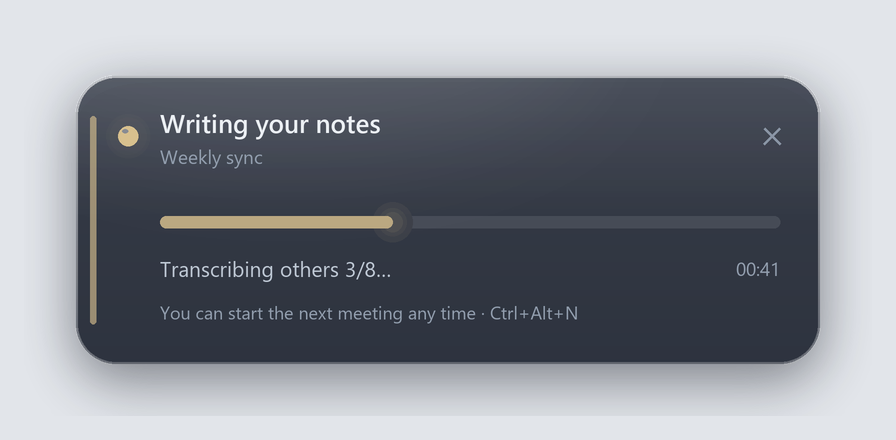 Writing your notes
Weekly sync
Transcribing others 3/8...
00:41
You can start the next meeting any time · Ctrl+Alt+N